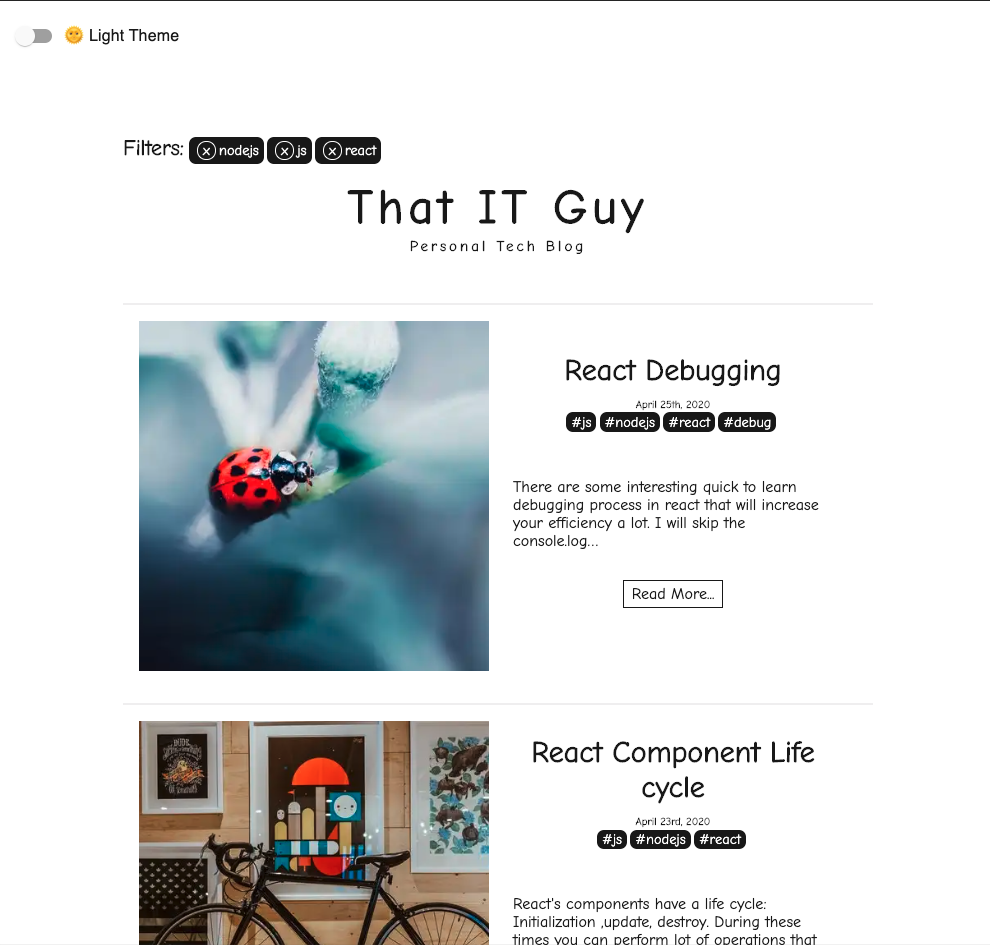 Light Theme
Filters: nodejs js react
That IT Guy
Personal Tech Blog
React Debugging
April 25th, 2020
#js #nodejs #react #debug
There are some interesting quick to learn
debugging process in react that will increase
your efficiency a lot. I will skip the
console.log...
Read More...
React Component Life
cycle
April 23rd, 2020
#js #nodejs #react
React's components have a life cycle:
Initialization ,update, destroy. During these
times you can perform lot of operations that